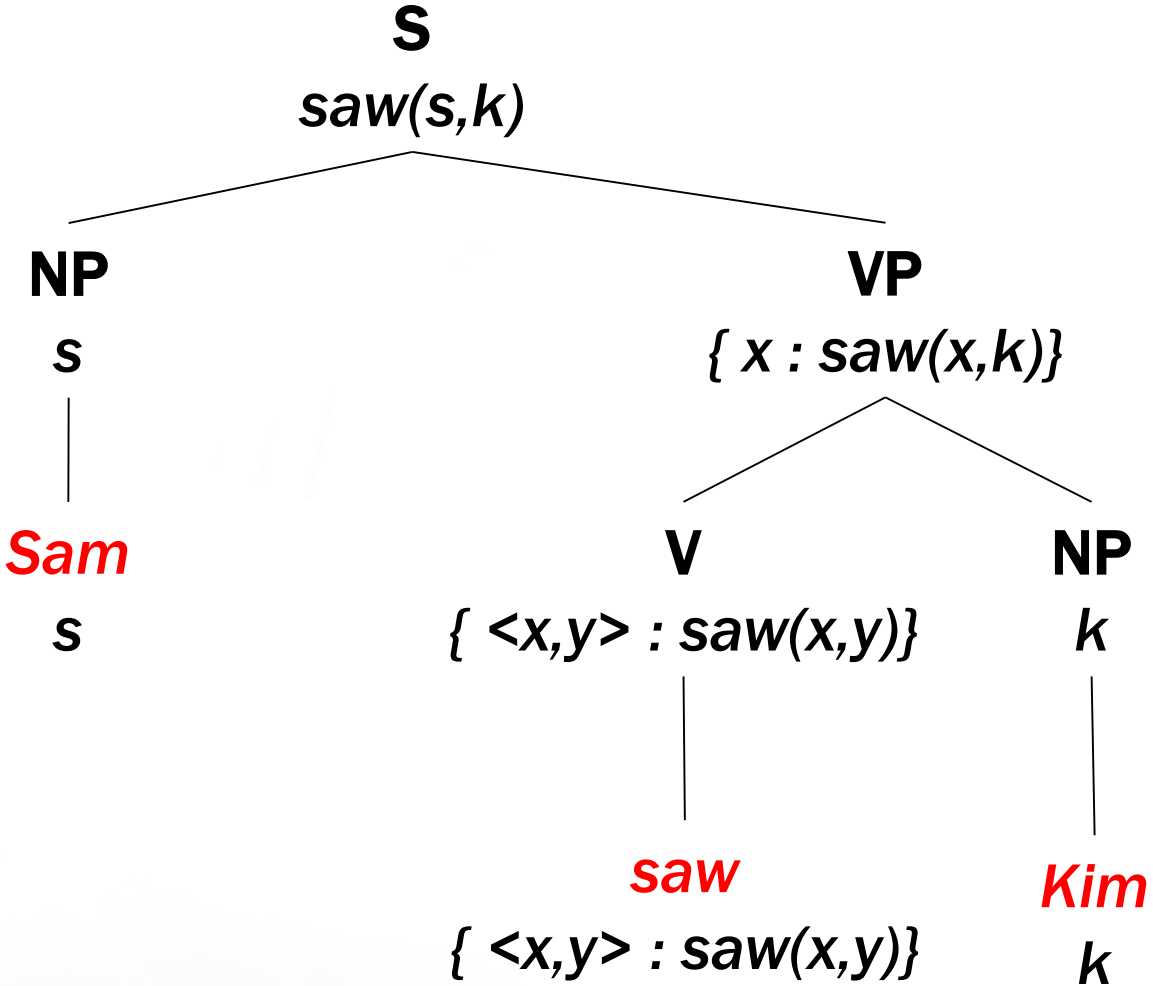 S
saw(s,k)
NP VP
s { x : saw(x,k)}
Sam V NP
s { <x,y> : saw(x,y)} k
saw Kim
{ <x,y> : saw(x,y)} k